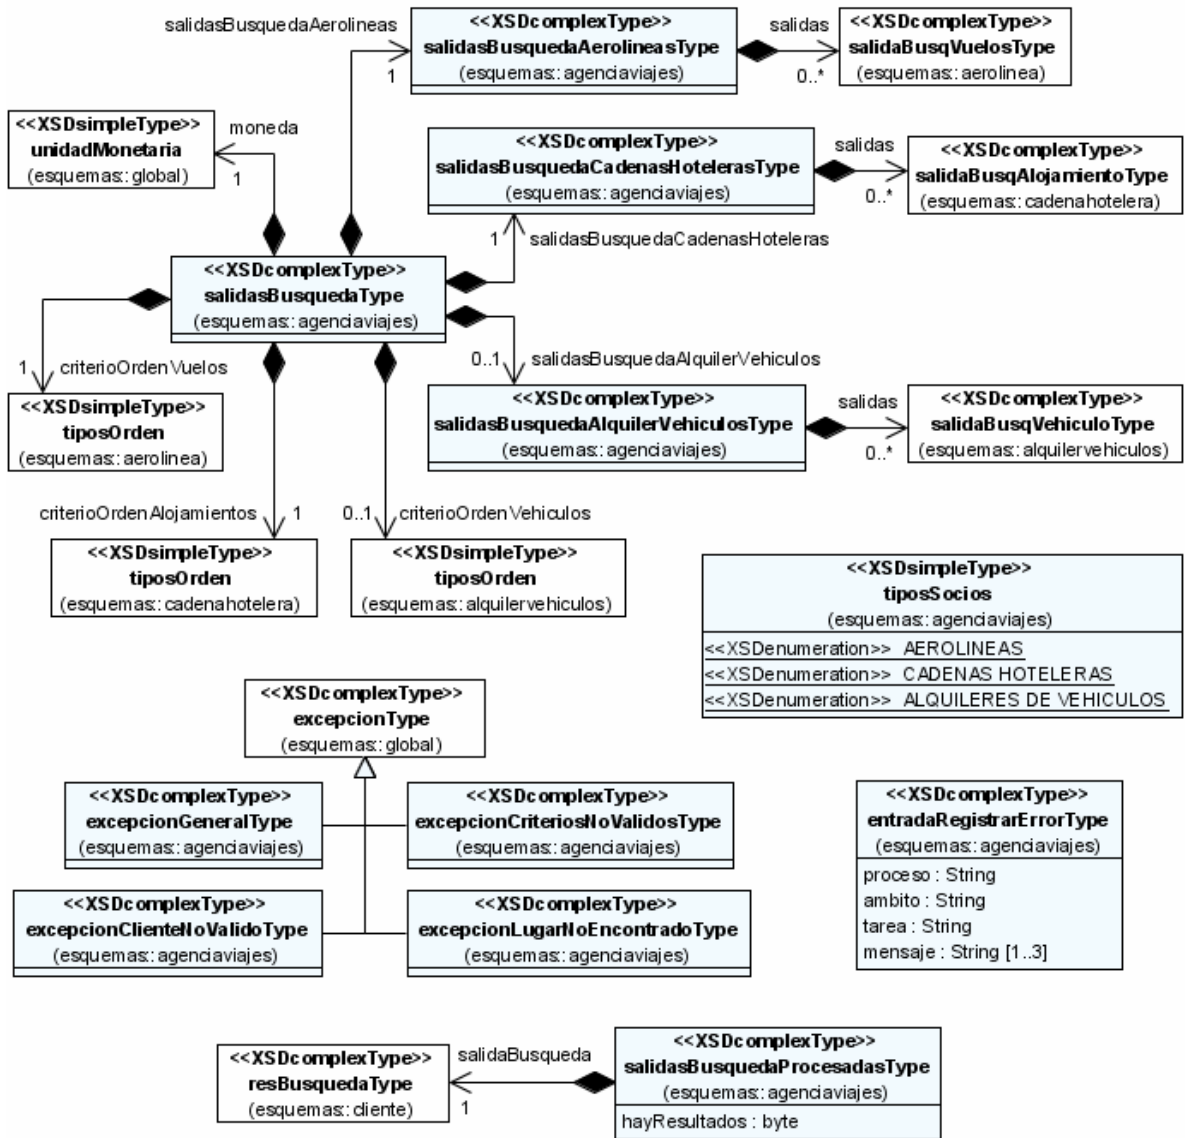 salidasBusquedaAerolineas
1
<<XSDcomplexType>>
salidasBusquedaAerolineasType
(esquemas::agenciaviajes)
salidas
0..*
<<XSDcomplexType>>
salidaBusqVuelosType
(esquemas::aerolinea)
<<XSDsimpleType>>
unidadMonetaria
(esquemas::global)
moneda
1
<<XSDcomplexType>>
salidasBusquedaCadenasHotelerasType
(esquemas::agenciaviajes)
salidas
0..*
<<XSDcomplexType>>
salidaBusqAlojamientoType
(esquemas::cadenahotelera)
1
salidasBusquedaCadenasHoteleras
<<XSDcomplexType>>
salidasBusquedaType
(esquemas::agenciaviajes)
0..1
salidasBusquedaAlquilerVehiculos
1
criterioOrdenVuelos
<<XSDsimpleType>>
tiposOrden
(esquemas::aerolinea)
<<XSDcomplexType>>
salidasBusquedaAlquilerVehiculosType
(esquemas::agenciaviajes)
salidas
0..*
<<XSDcomplexType>>
salidaBusqVehiculoType
(esquemas::alquilervehiculos)
criterioOrdenAlojamientos
1
0..1
criterioOrdenVehiculos
<<XSDsimpleType>>
tiposOrden
(esquemas::cadenahotelera)
<<XSDsimpleType>>
tiposOrden
(esquemas::alquilervehiculos)
<<XSDsimpleType>>
tiposSocios
(esquemas::agenciaviajes)
<<XSDenumeration>> AEROLINEAS
<<XSDenumeration>> CADENAS HOTELERAS
<<XSDenumeration>> ALQUILERES DE VEHICULOS
<<XSDcomplexType>>
excepcionType
(esquemas::global)
<<XSDcomplexType>>
excepcionGeneralType
(esquemas::agenciaviajes)
<<XSDcomplexType>>
excepcionCriteriosNoValidosType
(esquemas::agenciaviajes)
<<XSDcomplexType>>
excepcionClienteNoValidoType
(esquemas::agenciaviajes)
<<XSDcomplexType>>
excepcionLugarNoEncontradoType
(esquemas::agenciaviajes)
<<XSDcomplexType>>
entradaRegistrarErrorType
(esquemas::agenciaviajes)
proceso : String
ambito : String
tarea : String
mensaje : String [1..3]
<<XSDcomplexType>>
resBusquedaType
(esquemas::cliente)
salidaBusqueda
1
<<XSDcomplexType>>
salidasBusquedaProcesadasType
(esquemas::agenciaviajes)
hayResultados : byte